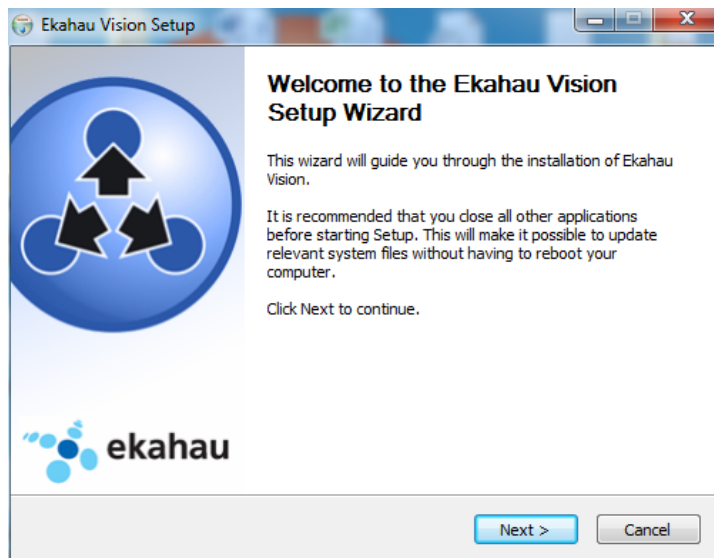 Ekahau Vision Setup
Welcome to the Ekahau Vision
Setup Wizard
This wizard will guide you through the installation of Ekahau
Vision.
It is recommended that you close all other applications
before starting Setup. This will make it possible to update
relevant system files without having to reboot your
computer.
Click Next to continue.
ekahau
Next >
Cancel